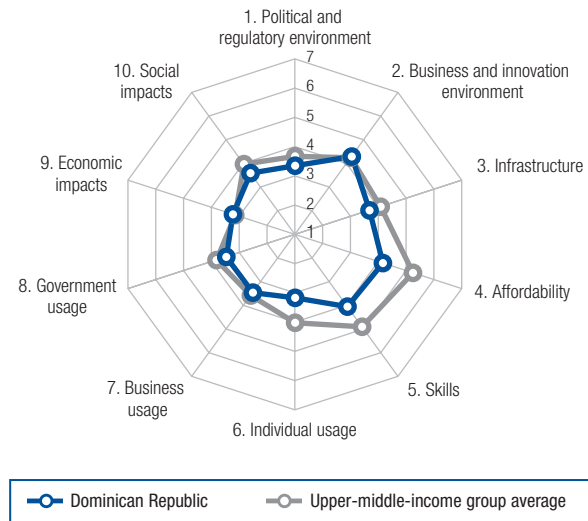 1. Political and
regulatory environment
2. Business and innovation
environment
3. Infrastructure
4. Affordability
5. Skills
6. Individual usage
7. Business
usage
8. Government
usage
9. Economic
impacts
10. Social
impacts
7
6
5
4
3
2
1
Dominican Republic
Upper-middle-income group average